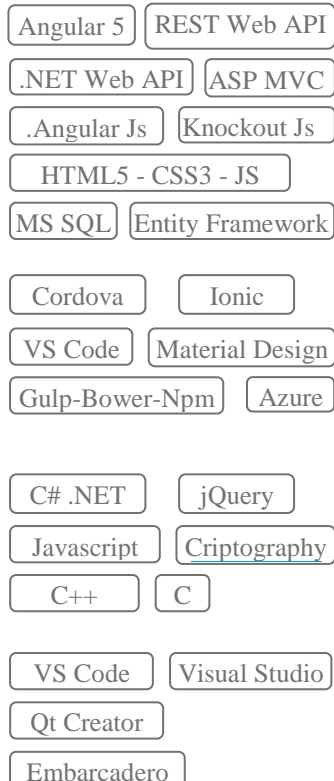 Angular 5 REST Web API
.NET Web API ASP MVC
.Angular Js Knockout Js
HTML5 - CSS3 - JS
MS SQL Entity Framework
Cordova Ionic
VS Code Material Design
Gulp-Bower-Npm Azure
C# .NET jQuery
Javascript Criptography
C++ C
VS Code Visual Studio
Qt Creator
Embarcadero